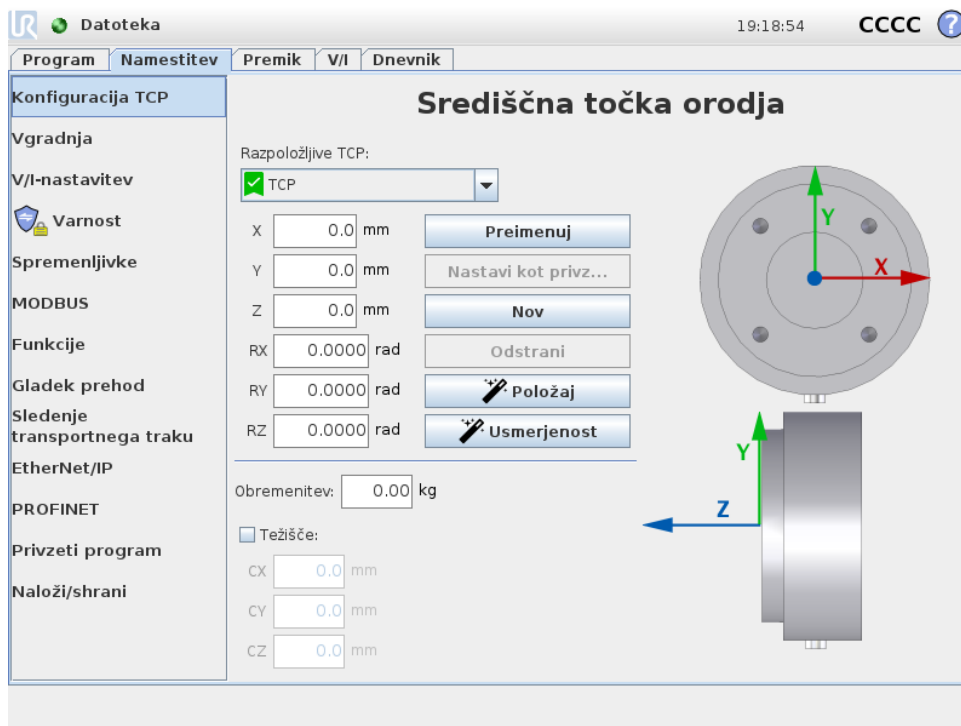 UR Datoteka 19:18:54 CCCC ?
Program Namestitev Premik V/I Dnevnik
Konfiguracija TCP
Vgradnja
V/I-nastavitev
Varnost
Spremenljivke
MODBUS
Funkcije
Gladek prehod
Sledenje
transportnega traku
EtherNet/IP
PROFINET
Privzeti program
Naloži/shrani
Središčna točka orodja
Razpoložljive TCP:
TCP
X 0.0 mm Preimenuj
Y 0.0 mm Nastavi kot privz...
Z 0.0 mm Nov
RX 0.0000 rad Odstrani
RY 0.0000 rad Položaj
RZ 0.0000 rad Usmerjenost
Obremenitev: 0.00 kg
Težišče:
CX 0.0 mm
CY 0.0 mm
CZ 0.0 mm
Y
X
Y
Z